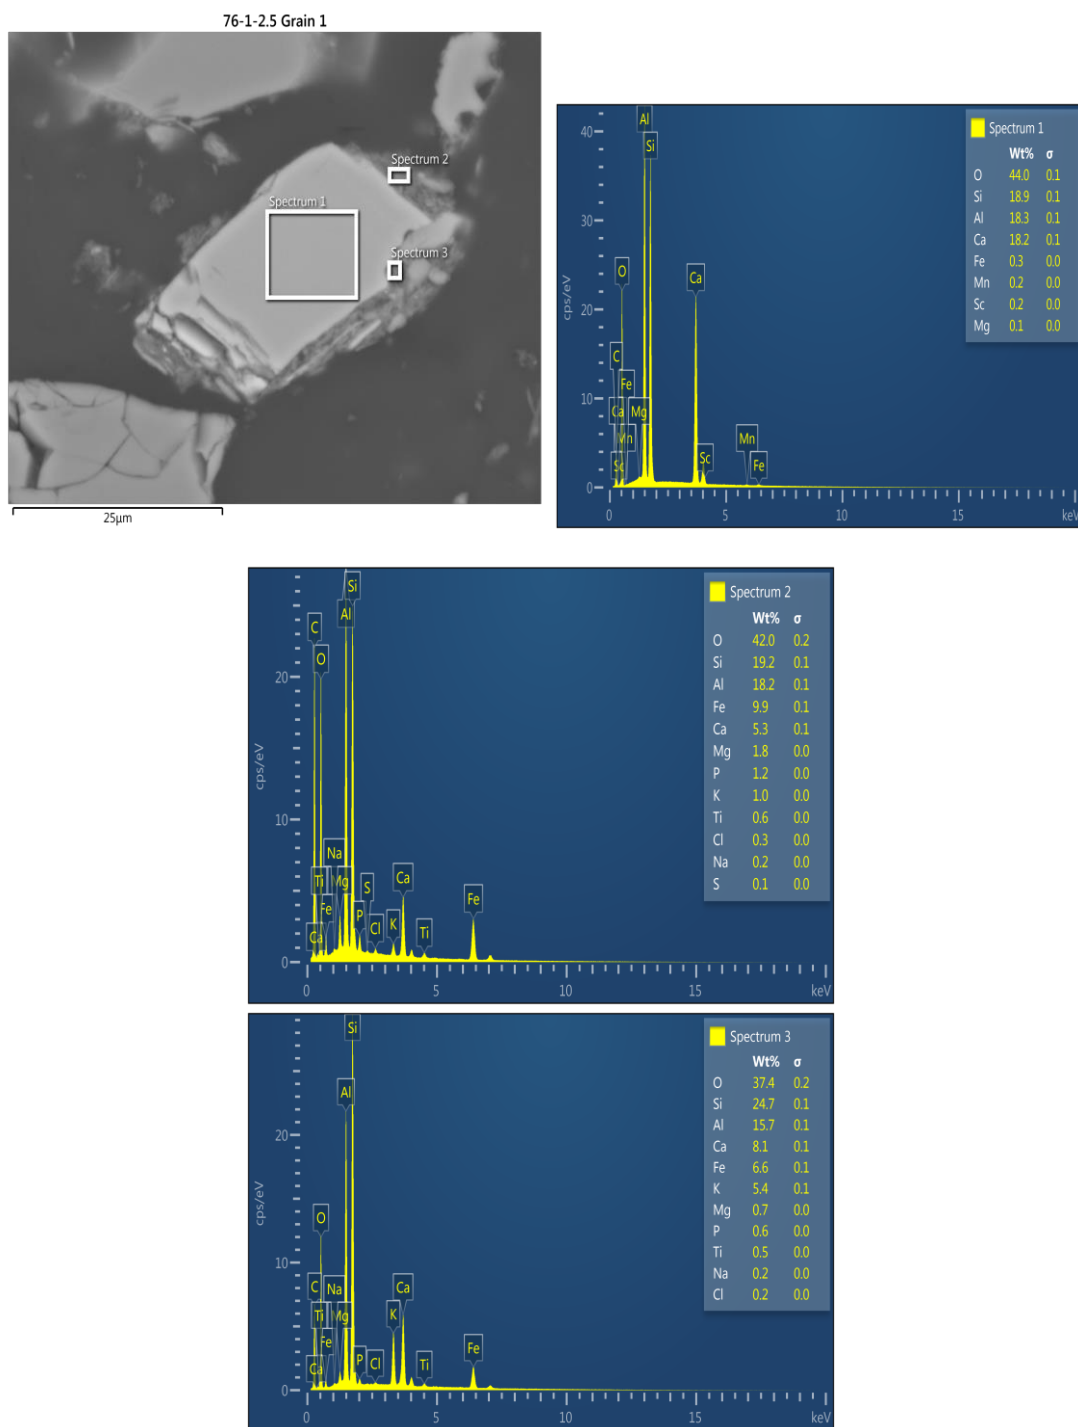 76-1-2.5 Grain 1
Spectrum 2
Spectrum 1
Spectrum 3
25µm
cps/eV
40
30
20
10
0
0 5 10 15 keV
Al
Si
O
Ca
C
Fe
Ca Mg
Mn
Sc
Sc
Mn
Fe
Spectrum 1
Wt% σ
O 44.0 0.1
Si 18.9 0.1
Al 18.3 0.1
Ca 18.2 0.1
Fe 0.3 0.0
Mn 0.2 0.0
Sc 0.2 0.0
Mg 0.1 0.0
cps/eV
20
10
0
0 5 10 15 keV
Si
C Al
O
Na
Ti Mg S
Ca
Fe P
Cl K Ti Fe
Ca
Spectrum 2
Wt% σ
O 42.0 0.2
Si 19.2 0.1
Al 18.2 0.1
Fe 9.9 0.1
Ca 5.3 0.1
Mg 1.8 0.0
P 1.2 0.0
K 1.0 0.0
Ti 0.6 0.0
Cl 0.3 0.0
Na 0.2 0.0
S 0.1 0.0
cps/eV
20
10
0
0 5 10 15 keV
Si
Al
O
C Na Ca
Ti Mg K
Fe Fe
Ca P Cl Ti
Spectrum 3
Wt% σ
O 37.4 0.2
Si 24.7 0.1
Al 15.7 0.1
Ca 8.1 0.1
Fe 6.6 0.1
K 5.4 0.1
Mg 0.7 0.0
P 0.6 0.0
Ti 0.5 0.0
Na 0.2 0.0
Cl 0.2 0.0